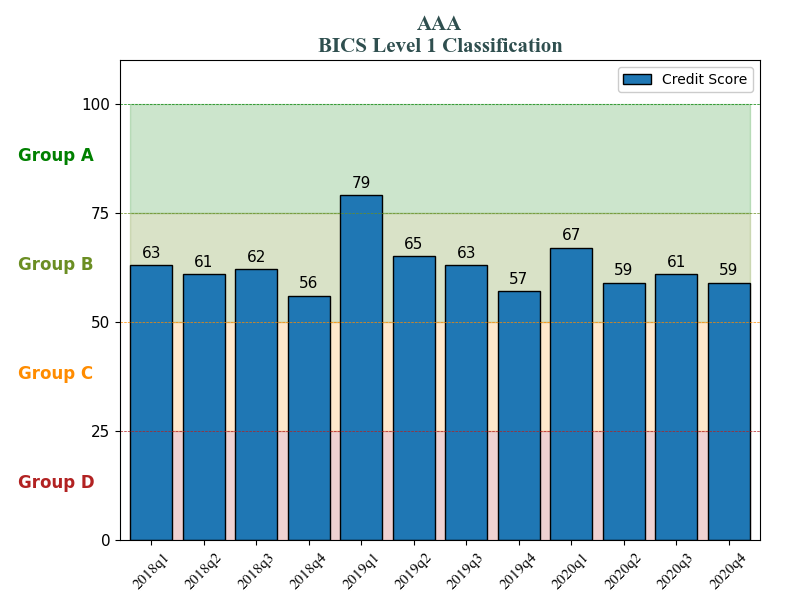 AAA
BICS Level 1 Classification
Credit Score
100
Group A
79
75
67
65
63
63
62
61
61
59
59
57
56
Group B
50
Group C
25
Group D
0
2018q1
2018q2
2018q3
2018q4
2019q1
2019q2
2019q3
2019q4
2020q1
2020q2
2020q3
2020q4